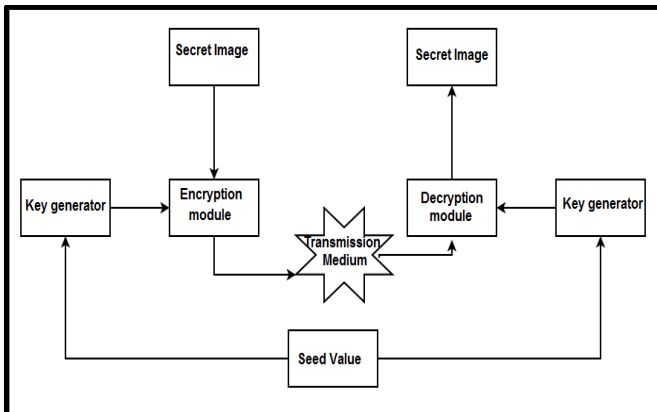 Secret Image
Secret Image
Key generator
Encryption
module
Decryption
module
Key generator
Transmission
Medium
Seed Value